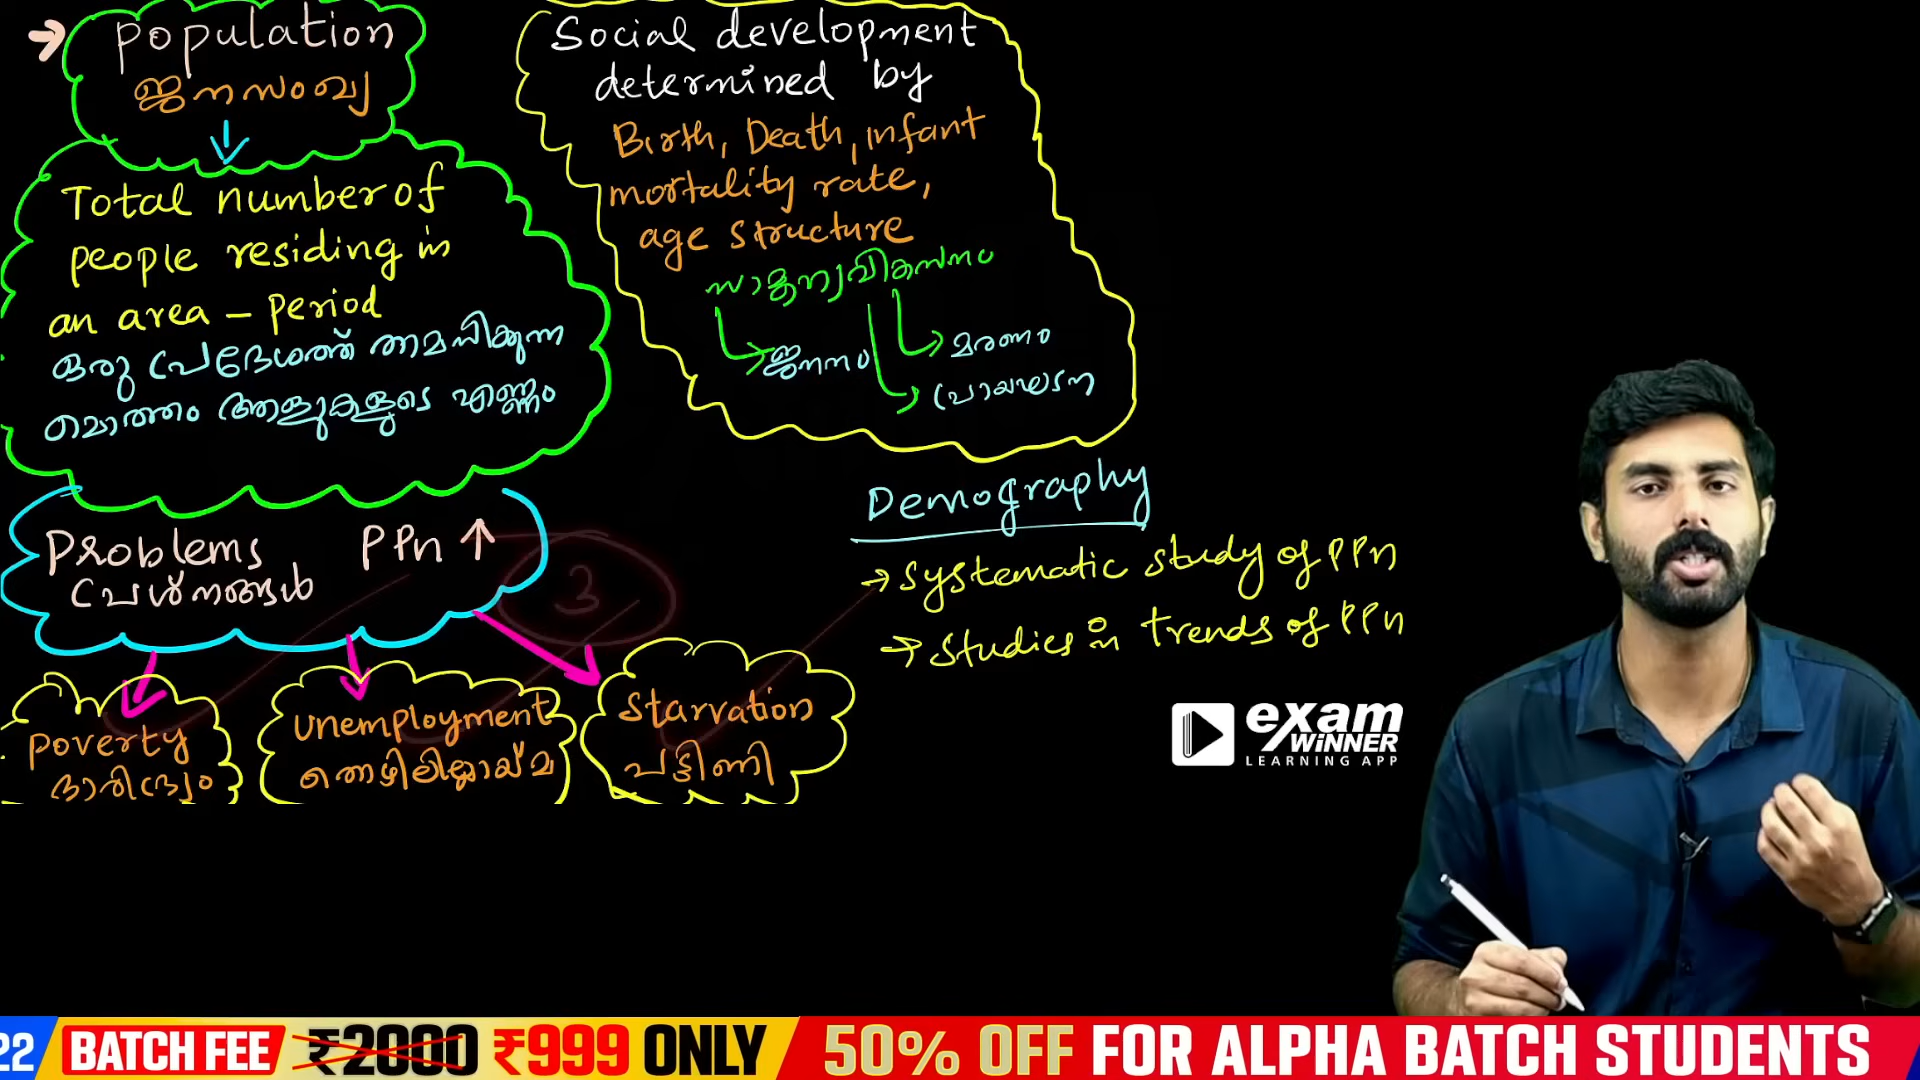 Population
ജനസംഖ്യ
Total number of
people residing in
an area - period
ഒരു പ്രദേശത്ത് താമസിക്കുന്ന
മൊത്തം ആളുകളുടെ എണ്ണം
Social development
determined by
Birth, Death, infant
mortality rate,
age structure
ജനനം
മരണം
പ്രായഘടന
Problems PPn ↑
പ്രശ്നങ്ങൾ
3
Poverty
ദാരിദ്ര്യം
unemployment
തൊഴിലില്ലായ്മ
Starvation
പട്ടിണി
Demography
→ systematic study of PPn
→ studies in trends of PPn
exam
WiNNER
LEARNING APP
22 BATCH FEE ₹2000 ₹999 ONLY 50% OFF FOR ALPHA BATCH STUDENTS